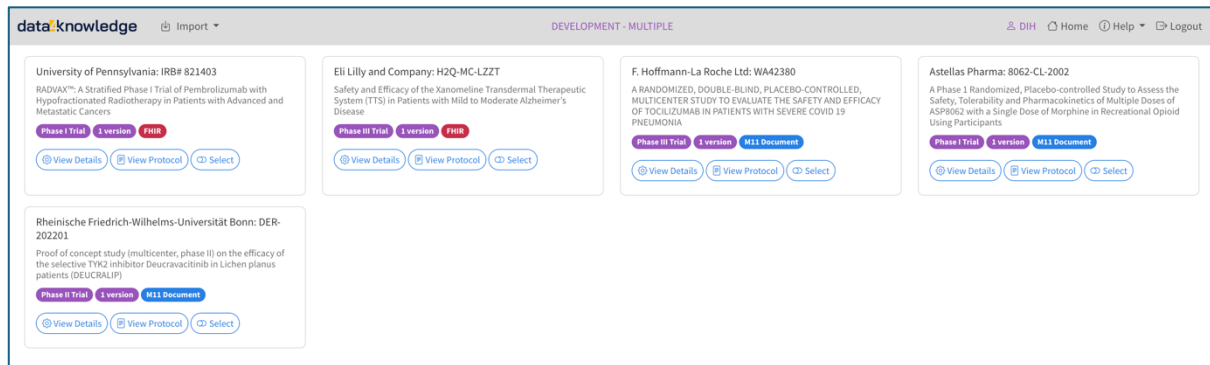 data4knowledge
Import
DEVELOPMENT - MULTIPLE
DIH
Home
Help
Logout
University of Pennsylvania: IRB# 821403
RADVAX™: A Stratified Phase I Trial of Pembrolizumab with
Hypofractionated Radiotherapy in Patients with Advanced and
Metastatic Cancers
Phase I Trial
1 version
FHIR
View Details
View Protocol
Select
Eli Lilly and Company: H2Q-MC-LZZT
Safety and Efficacy of the Xanomeline Transdermal Therapeutic
System (TTS) in Patients with Mild to Moderate Alzheimer's
Disease
Phase III Trial
1 version
FHIR
View Details
View Protocol
Select
F. Hoffmann-La Roche Ltd: WA42380
A RANDOMIZED, DOUBLE-BLIND, PLACEBO-CONTROLLED,
MULTICENTER STUDY TO EVALUATE THE SAFETY AND EFFICACY
OF TOCILIZUMAB IN PATIENTS WITH SEVERE COVID 19
PNEUMONIA
Phase III Trial
1 version
M11 Document
View Details
View Protocol
Select
Astellas Pharma: 8062-CL-2002
A Phase 1 Randomized, Placebo-controlled Study to Assess the
Safety, Tolerability and Pharmacokinetics of Multiple Doses of
ASP8062 with a Single Dose of Morphine in Recreational Opioid
Using Participants
Phase I Trial
1 version
M11 Document
View Details
View Protocol
Select
Rheinische Friedrich-Wilhelms-Universität Bonn: DER-
202201
Proof of concept study (multicenter, phase II) on the efficacy of
the selective TYK2 inhibitor Deucravacitinib in Lichen planus
patients (DEUCRALIP)
Phase II Trial
1 version
M11 Document
View Details
View Protocol
Select